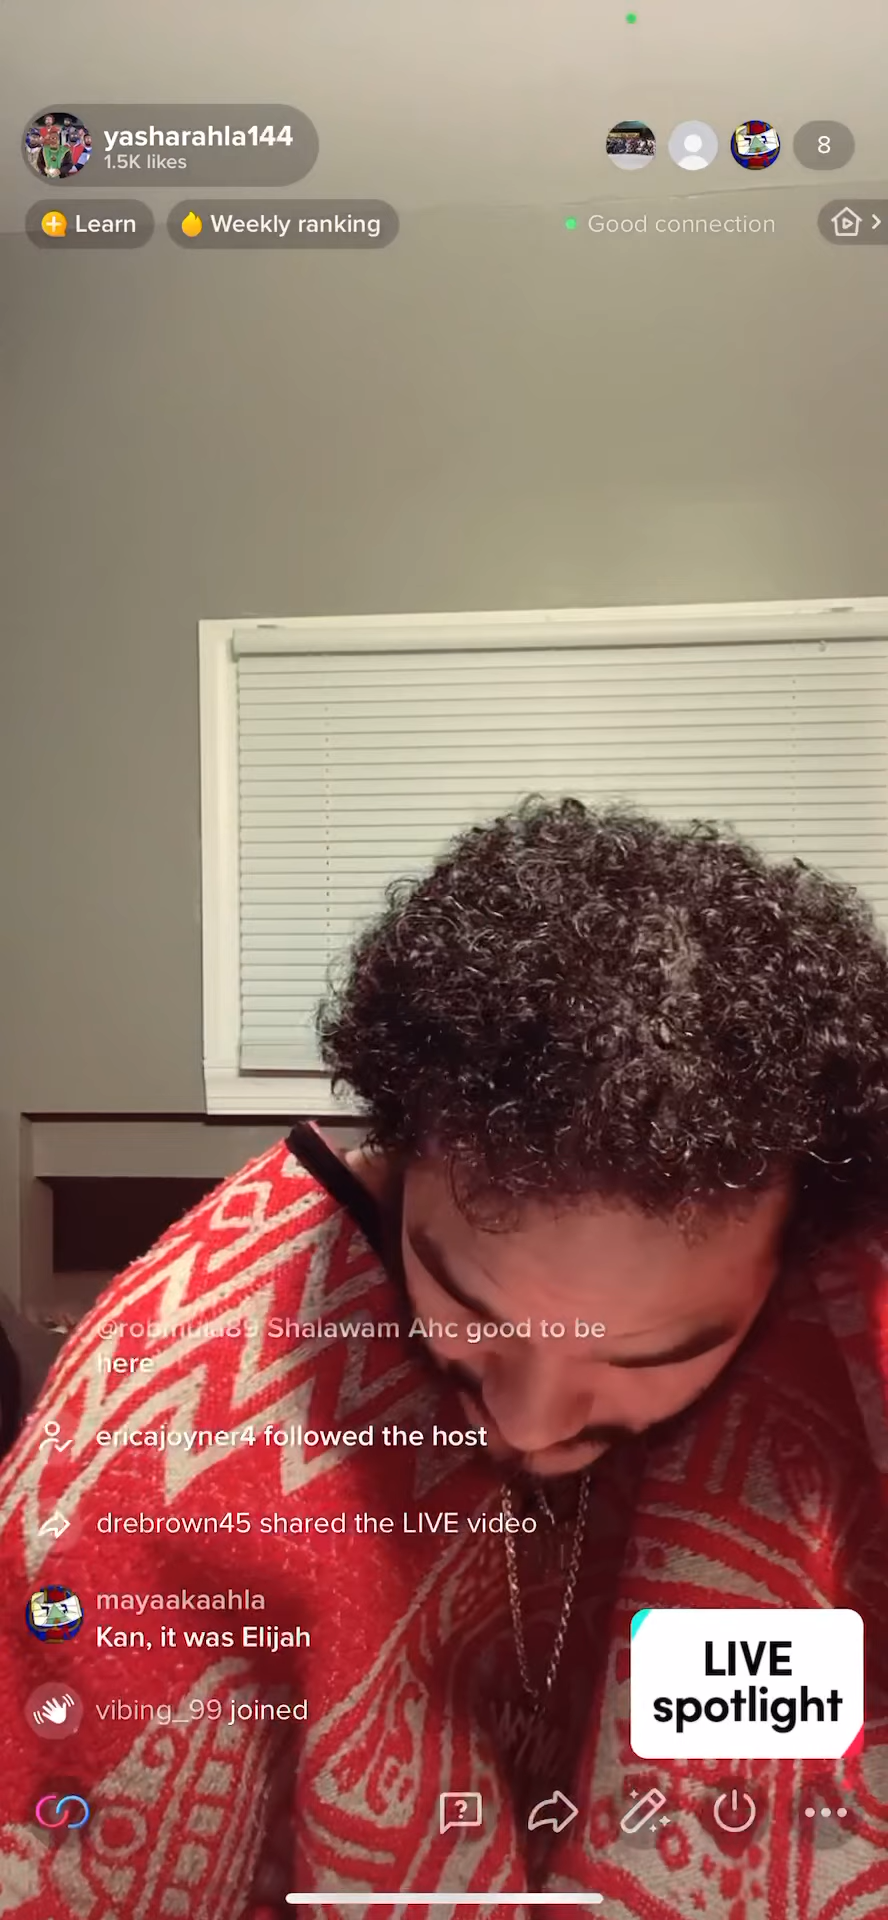 yasharahla144
1.5K likes
8
Learn
Weekly ranking
Good connection
@robmula89 Shalawam Ahc good to be
here
ericajoyner4 followed the host
drebrown45 shared the LIVE video
mayaakaahla
Kan, it was Elijah
vibing_99 joined
LIVE
spotlight